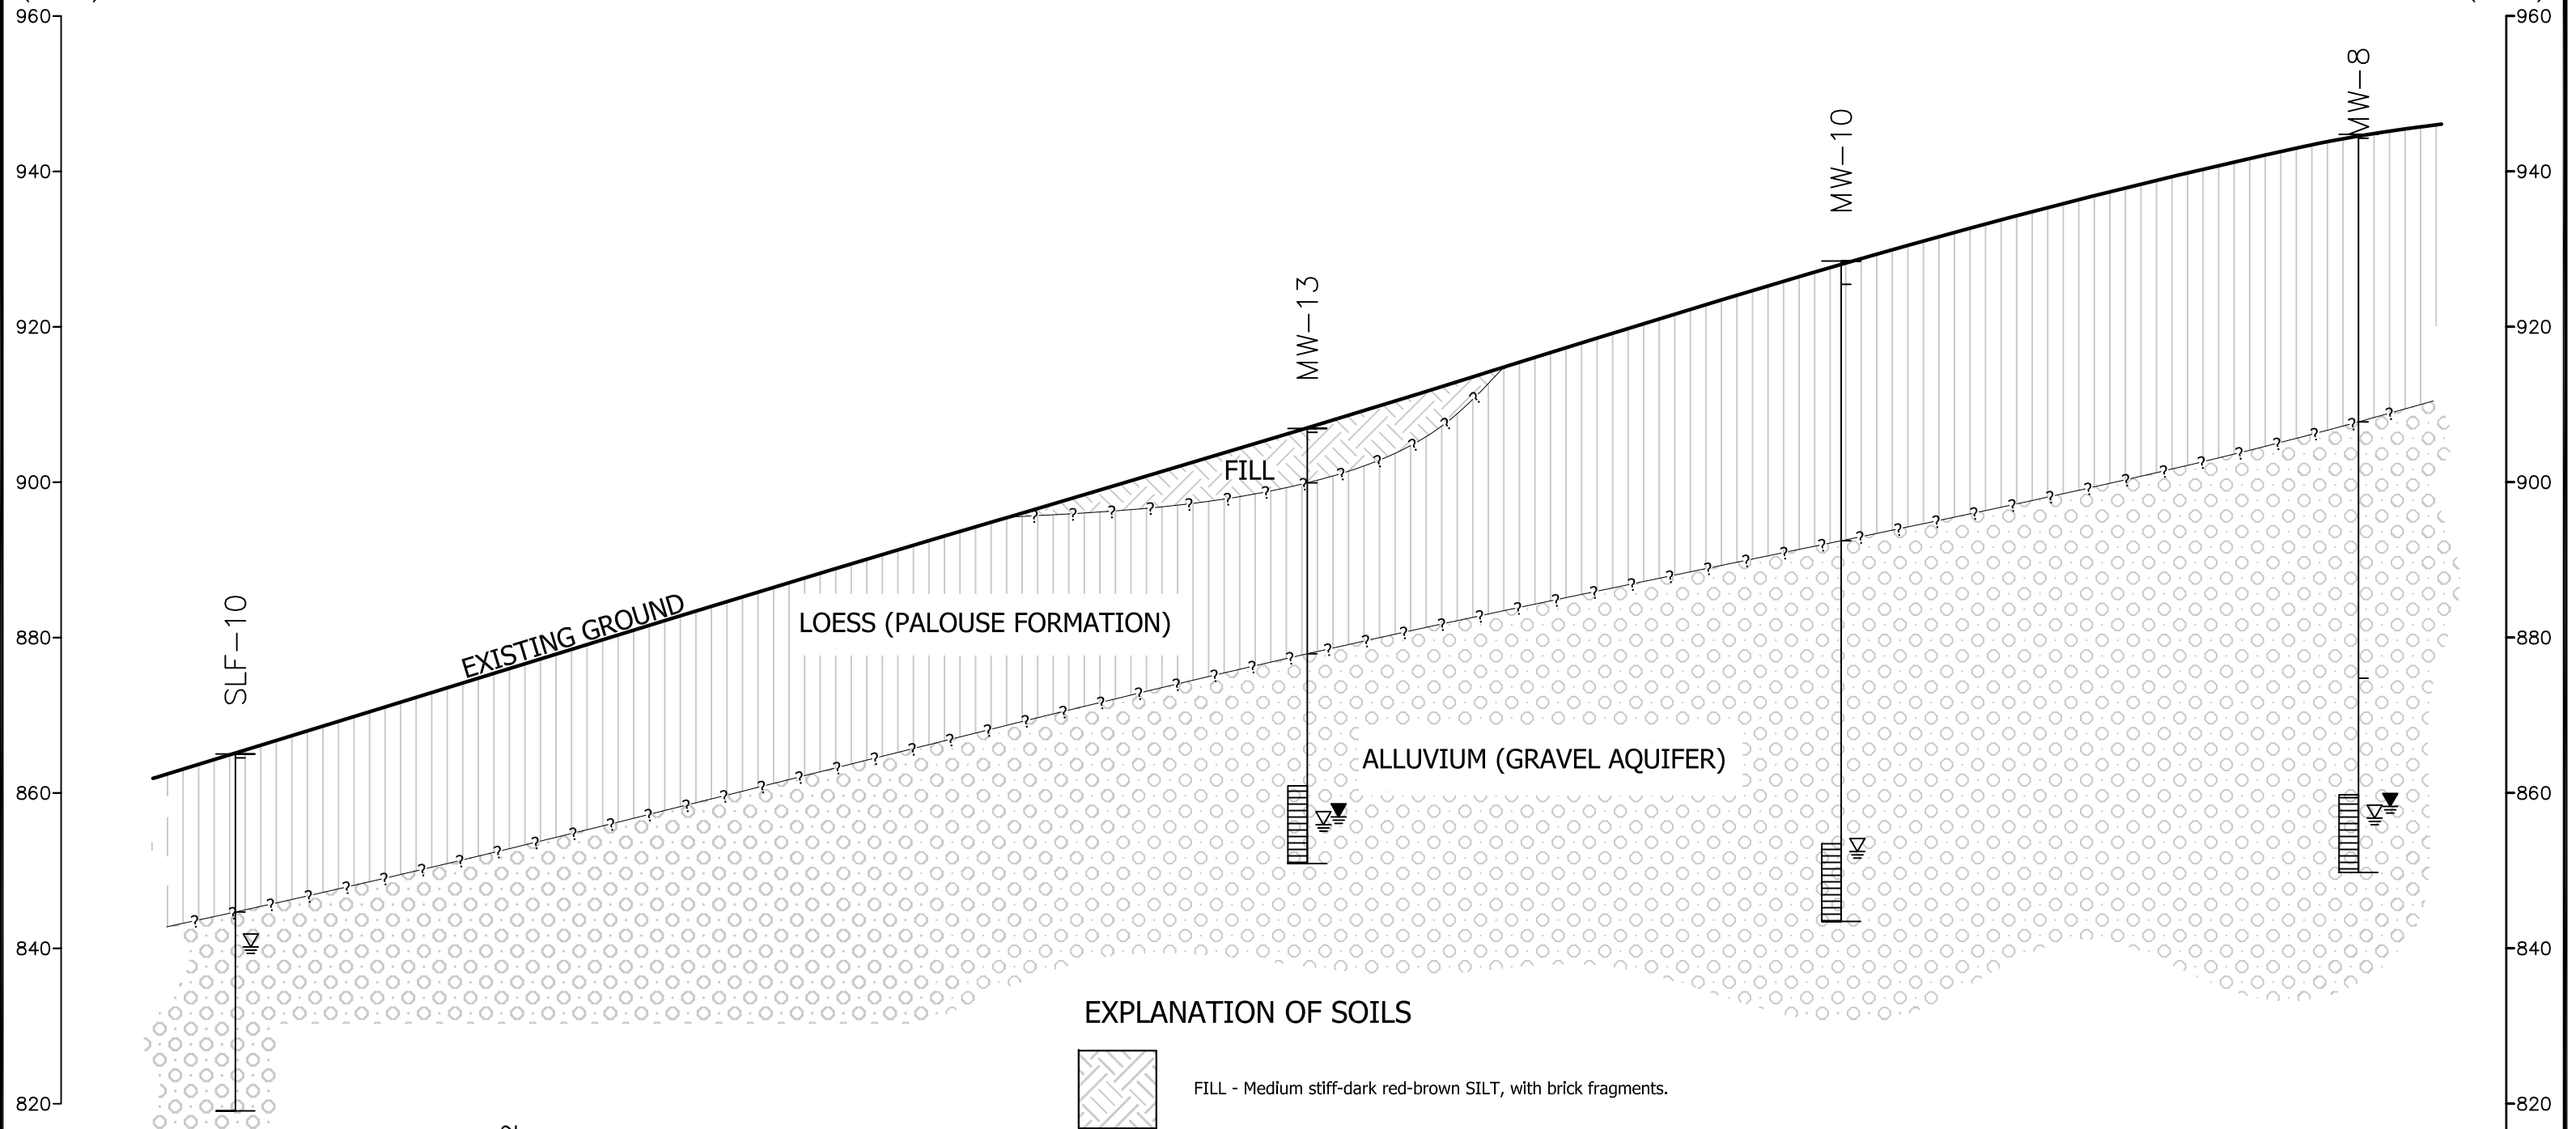 960
960
MW-8
940
940
MW-10
920
920
MW-13
900
FILL
900
880
EXISTING GROUND
LOESS (PALOUSE FORMATION)
880
SLF-10
860
ALLUVIUM (GRAVEL AQUIFER)
860
840
840
EXPLANATION OF SOILS
FILL - Medium stiff-dark red-brown SILT, with brick fragments.
820
820